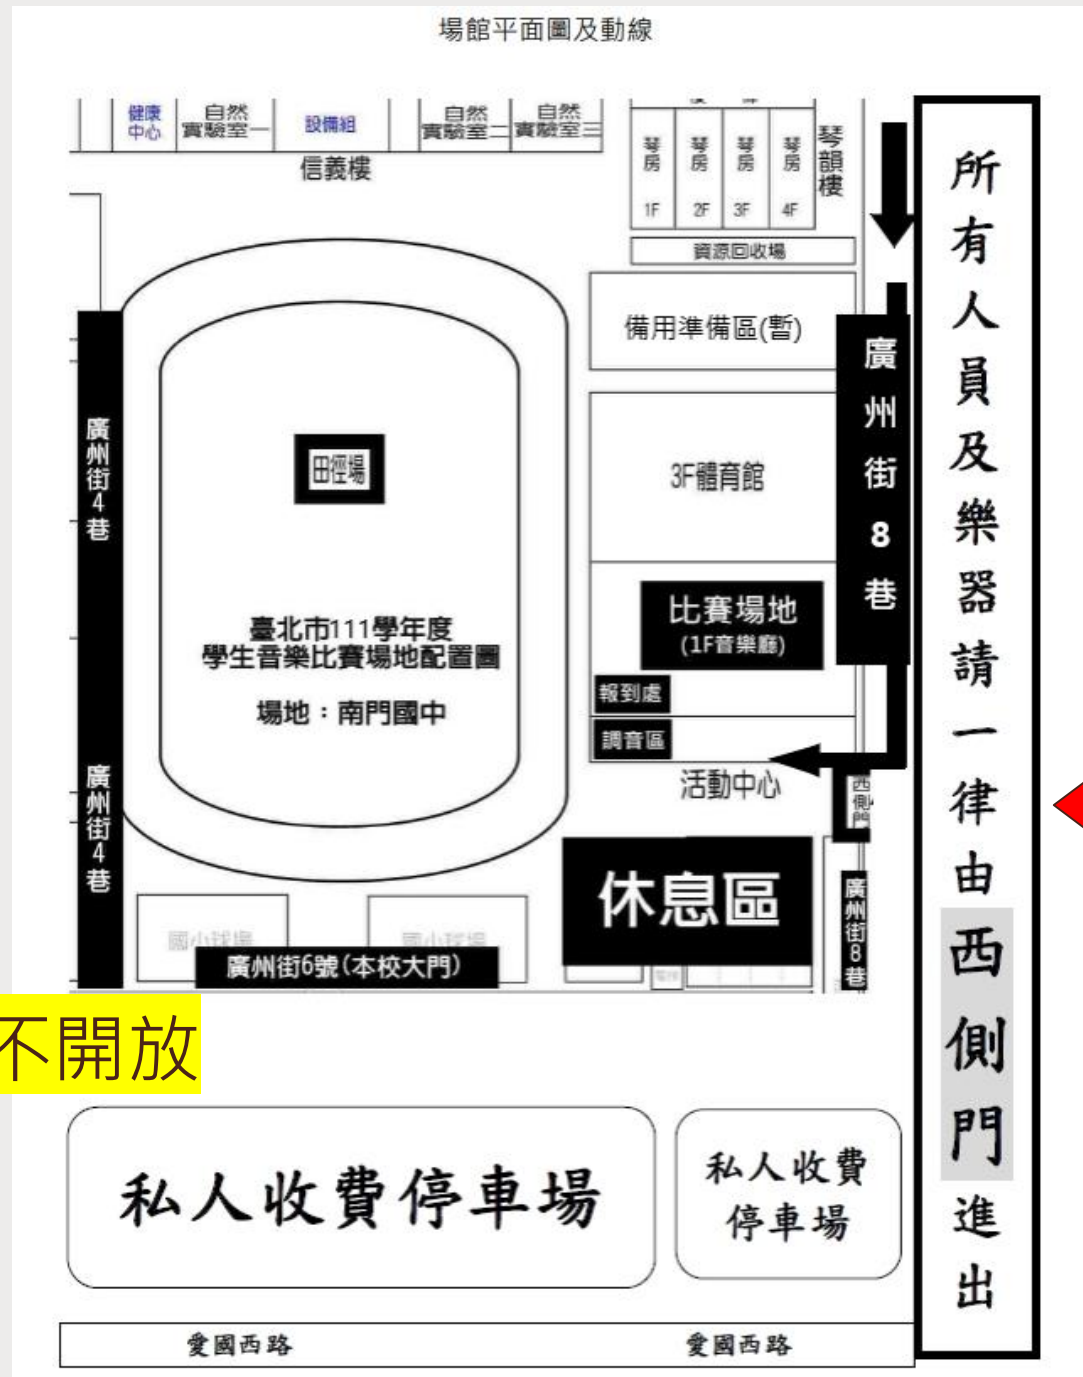 場館平面圖及動線
健康
中心
自然
實驗室一
設備組
自然
實驗室二
自然
實驗室三
信義樓
琴房
1F
琴房
2F
琴房
3F
琴房
4F
琴韻樓
資源回收場
備用準備區(暫)
3F體育館
廣州街8巷
廣州街4巷
田徑場
比賽場地
(1F音樂廳)
臺北市111學年度
學生音樂比賽場地配置圖
場地：南門國中
報到處
調音區
活動中心
西側門
廣州街4巷
休息區
廣州街8巷
國小球場
國小球場
廣州街6號(本校大門)
不開放
私人收費停車場
私人收費
停車場
愛國西路
愛國西路
所有人員及樂器請一律由西側門進出